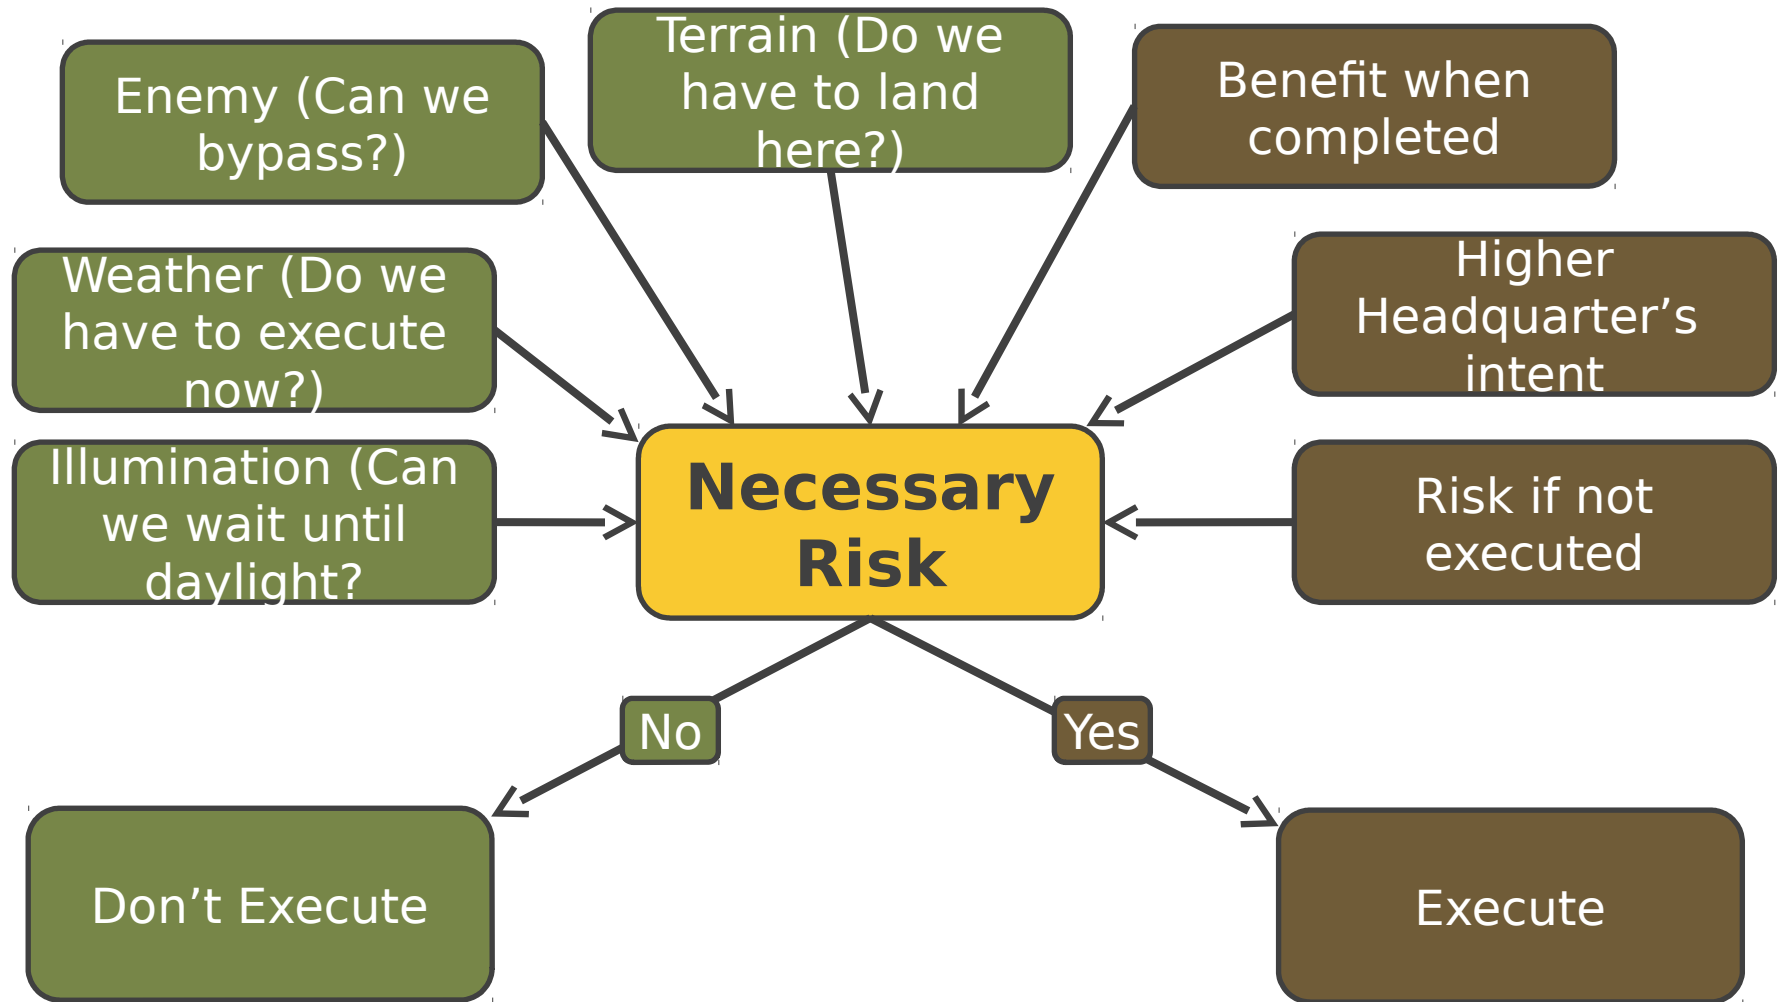 Enemy (Can we
bypass?)
Terrain (Do we
have to land
here?)
Benefit when
completed
Weather (Do we
have to execute
now?)
Higher
Headquarter’s
intent
Illumination (Can
we wait until
daylight?
Necessary
Risk
Risk if not
executed
No
Yes
Don’t Execute
Execute